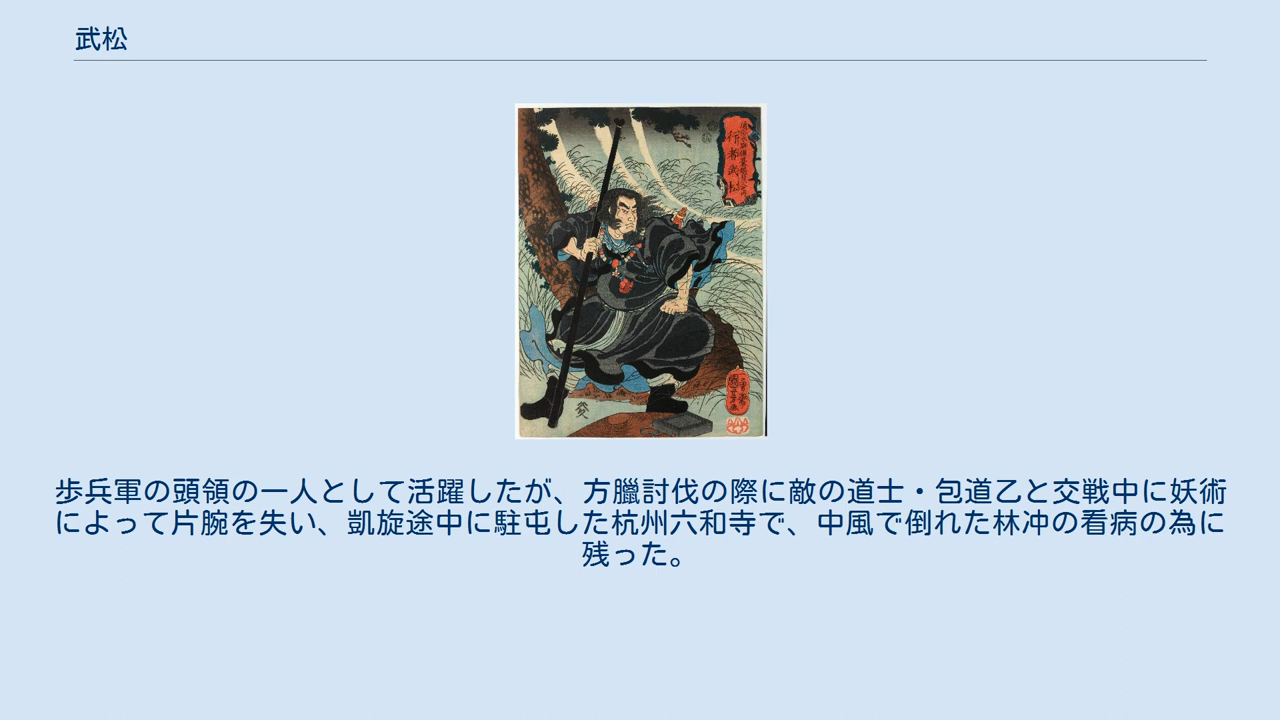 武松
行者武松
歩兵軍の頭領の一人として活躍したが、方臘討伐の際に敵の道士・包道乙と交戦中に妖術
によって片腕を失い、凱旋途中に駐屯した杭州六和寺で、中風で倒れた林冲の看病の為に
残った。